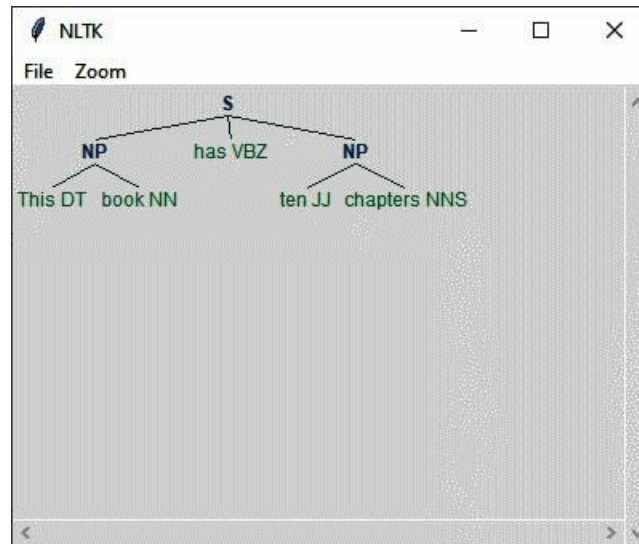 NLTK
File Zoom
S
NP has VBZ NP
This DT book NN ten JJ chapters NNS